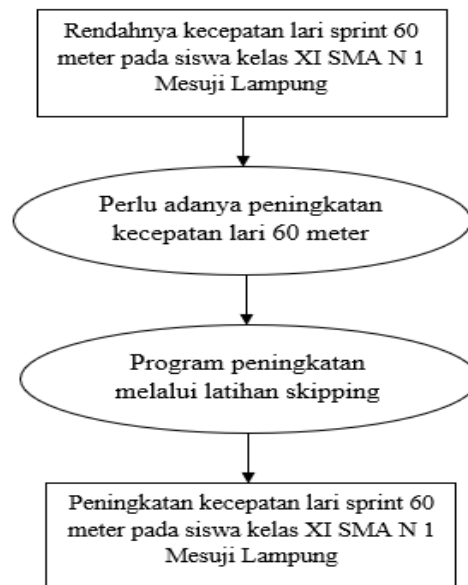 Rendahnya kecepatan lari sprint 60
meter pada siswa kelas XI SMA N 1
Mesuji Lampung
Perlu adanya peningkatan
kecepatan lari 60 meter
Program peningkatan
melalui latihan skipping
Peningkatan kecepatan lari sprint 60
meter pada siswa kelas XI SMA N 1
Mesuji Lampung